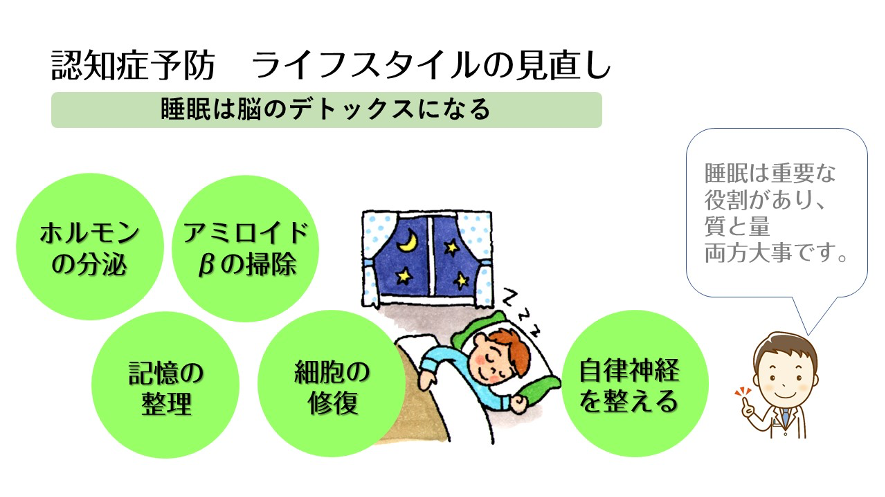 認知症予防　ライフスタイルの見直し
睡眠は脳のデトックスになる
ホルモン
の分泌
アミロイド
βの掃除
記憶の
整理
細胞の
修復
zzz
自律神経
を整える
睡眠は重要な
役割があり、
質と量
両方大事です。